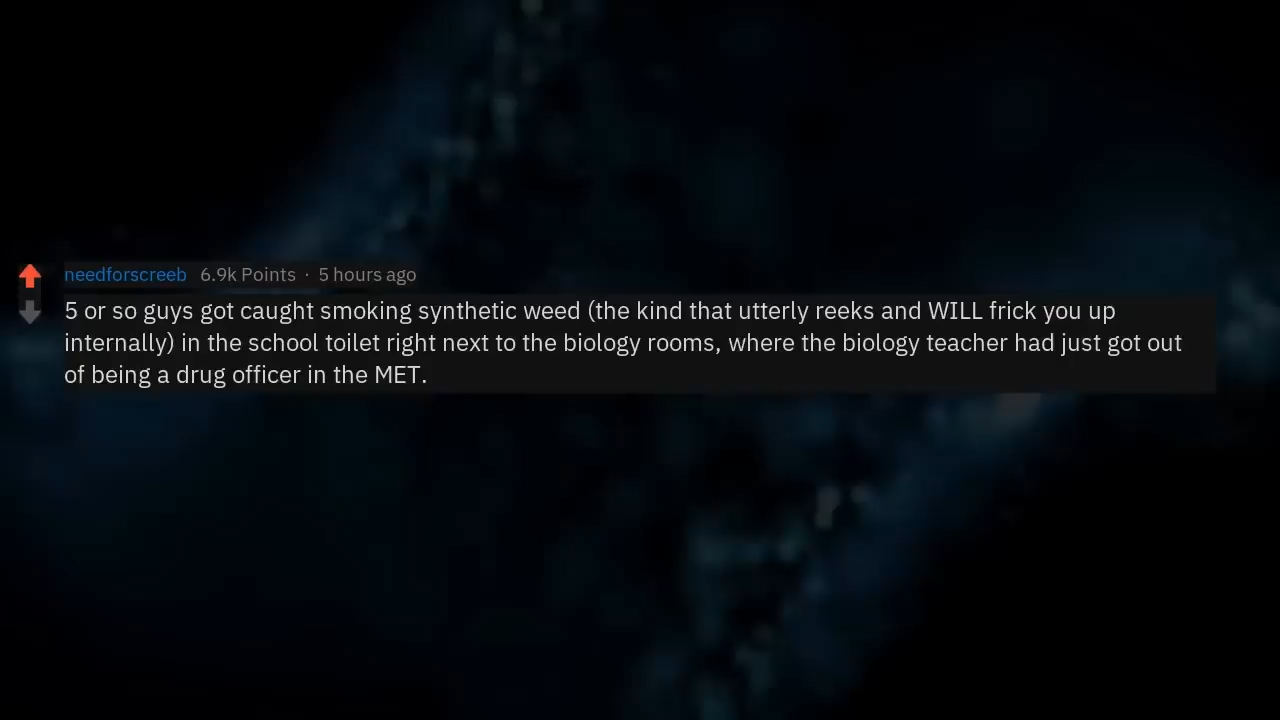 needforscreeb 6.9k Points · 5 hours ago
5 or so guys got caught smoking synthetic weed (the kind that utterly reeks and WILL frick you up
internally) in the school toilet right next to the biology rooms, where the biology teacher had just got out
of being a drug officer in the MET.